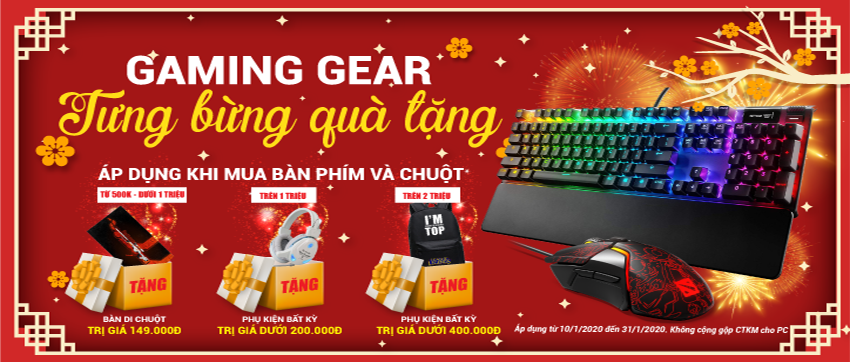 GAMING GEAR
Tưng bừng quà tặng
ÁP DỤNG KHI MUA BÀN PHÍM VÀ CHUỘT
TỪ 500K - DƯỚI 1 TRIỆU
TRÊN 1 TRIỆU
TRÊN 2 TRIỆU
I'M
TOP
LEGENDS
TẶNG
TẶNG
TẶNG
BÀN DI CHUỘT
TRỊ GIÁ 149.000Đ
PHỤ KIỆN BẤT KỲ
TRỊ GIÁ DƯỚI 200.000Đ
PHỤ KIỆN BẤT KỲ
TRỊ GIÁ DƯỚI 400.000Đ
Áp dụng từ 10/1/2020 đến 31/1/2020. Không cộng gộp CTKM cho PC